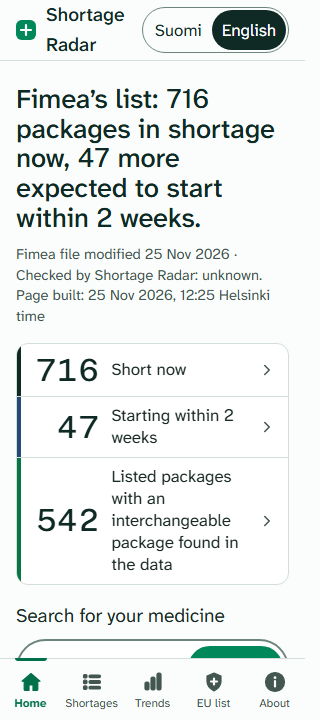 Shortage
Radar
Suomi
English
Fimea’s list: 716
packages in shortage
now, 47 more
expected to start
within 2 weeks.
Fimea file modified 25 Nov 2026 ·
Checked by Shortage Radar: unknown.
Page built: 25 Nov 2026, 12:25 Helsinki
time
716 Short now
47 Starting within 2
weeks
542 Listed packages
with an
interchangeable
package found in
the data
Search for your medicine
Home Shortages Trends EU list About